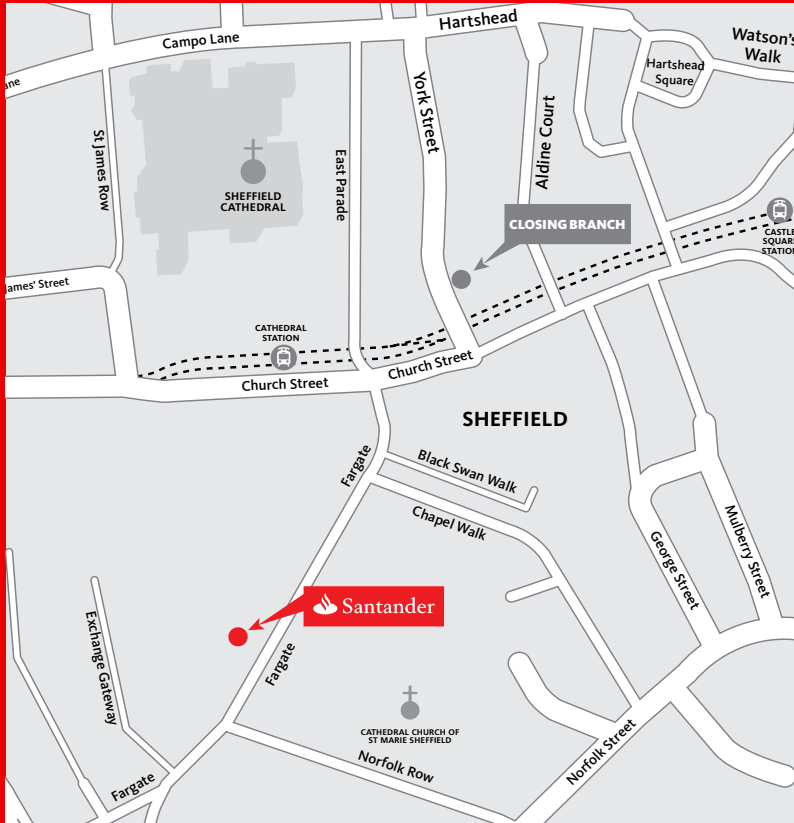 Hartshead
Campo Lane
Watson's
Walk
Hartshead
Square
ane
York Street
St James Row
East Parade
Aldine Court
SHEFFIELD
CATHEDRAL
CLOSING BRANCH
CASTLE
SQUARE
STATION
James' Street
CATHEDRAL
STATION
Church Street
Church Street
SHEFFIELD
Fargate
Black Swan Walk
Chapel Walk
George Street
Mulberry Street
Santander
Exchange Gateway
Fargate
CATHEDRAL CHURCH OF
ST MARIE SHEFFIELD
Norfolk Street
Norfolk Row
Fargate